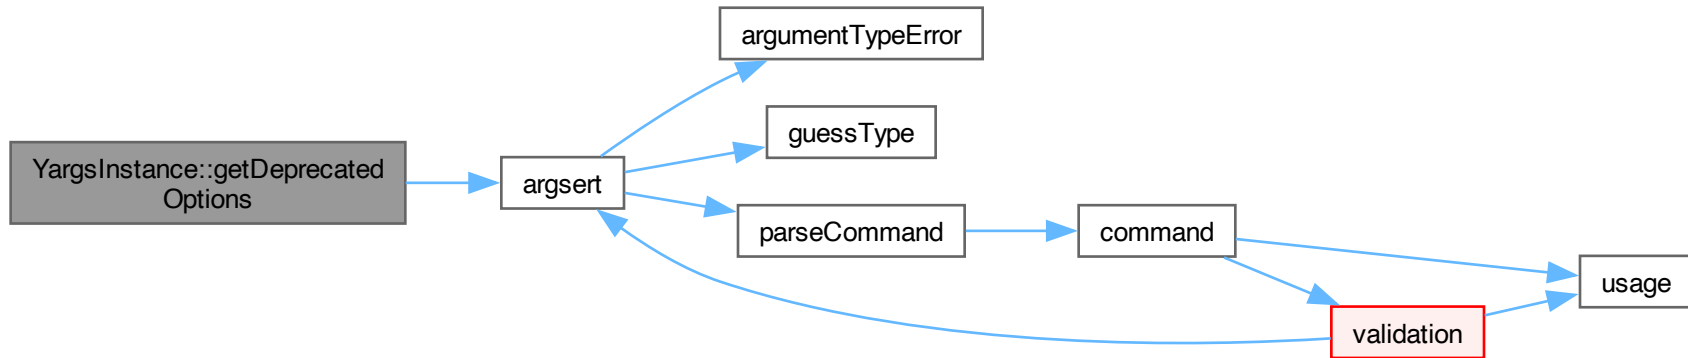 YargsInstance::getDeprecated
Options
argsert
argumentTypeError
guessType
parseCommand
command
validation
usage